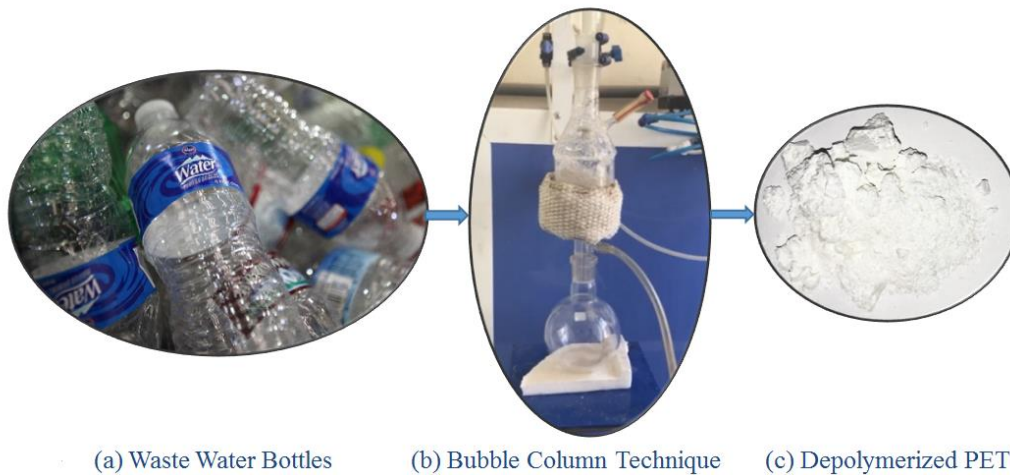 Water
Water
(a) Waste Water Bottles
(b) Bubble Column Technique
(c) Depolymerized PET